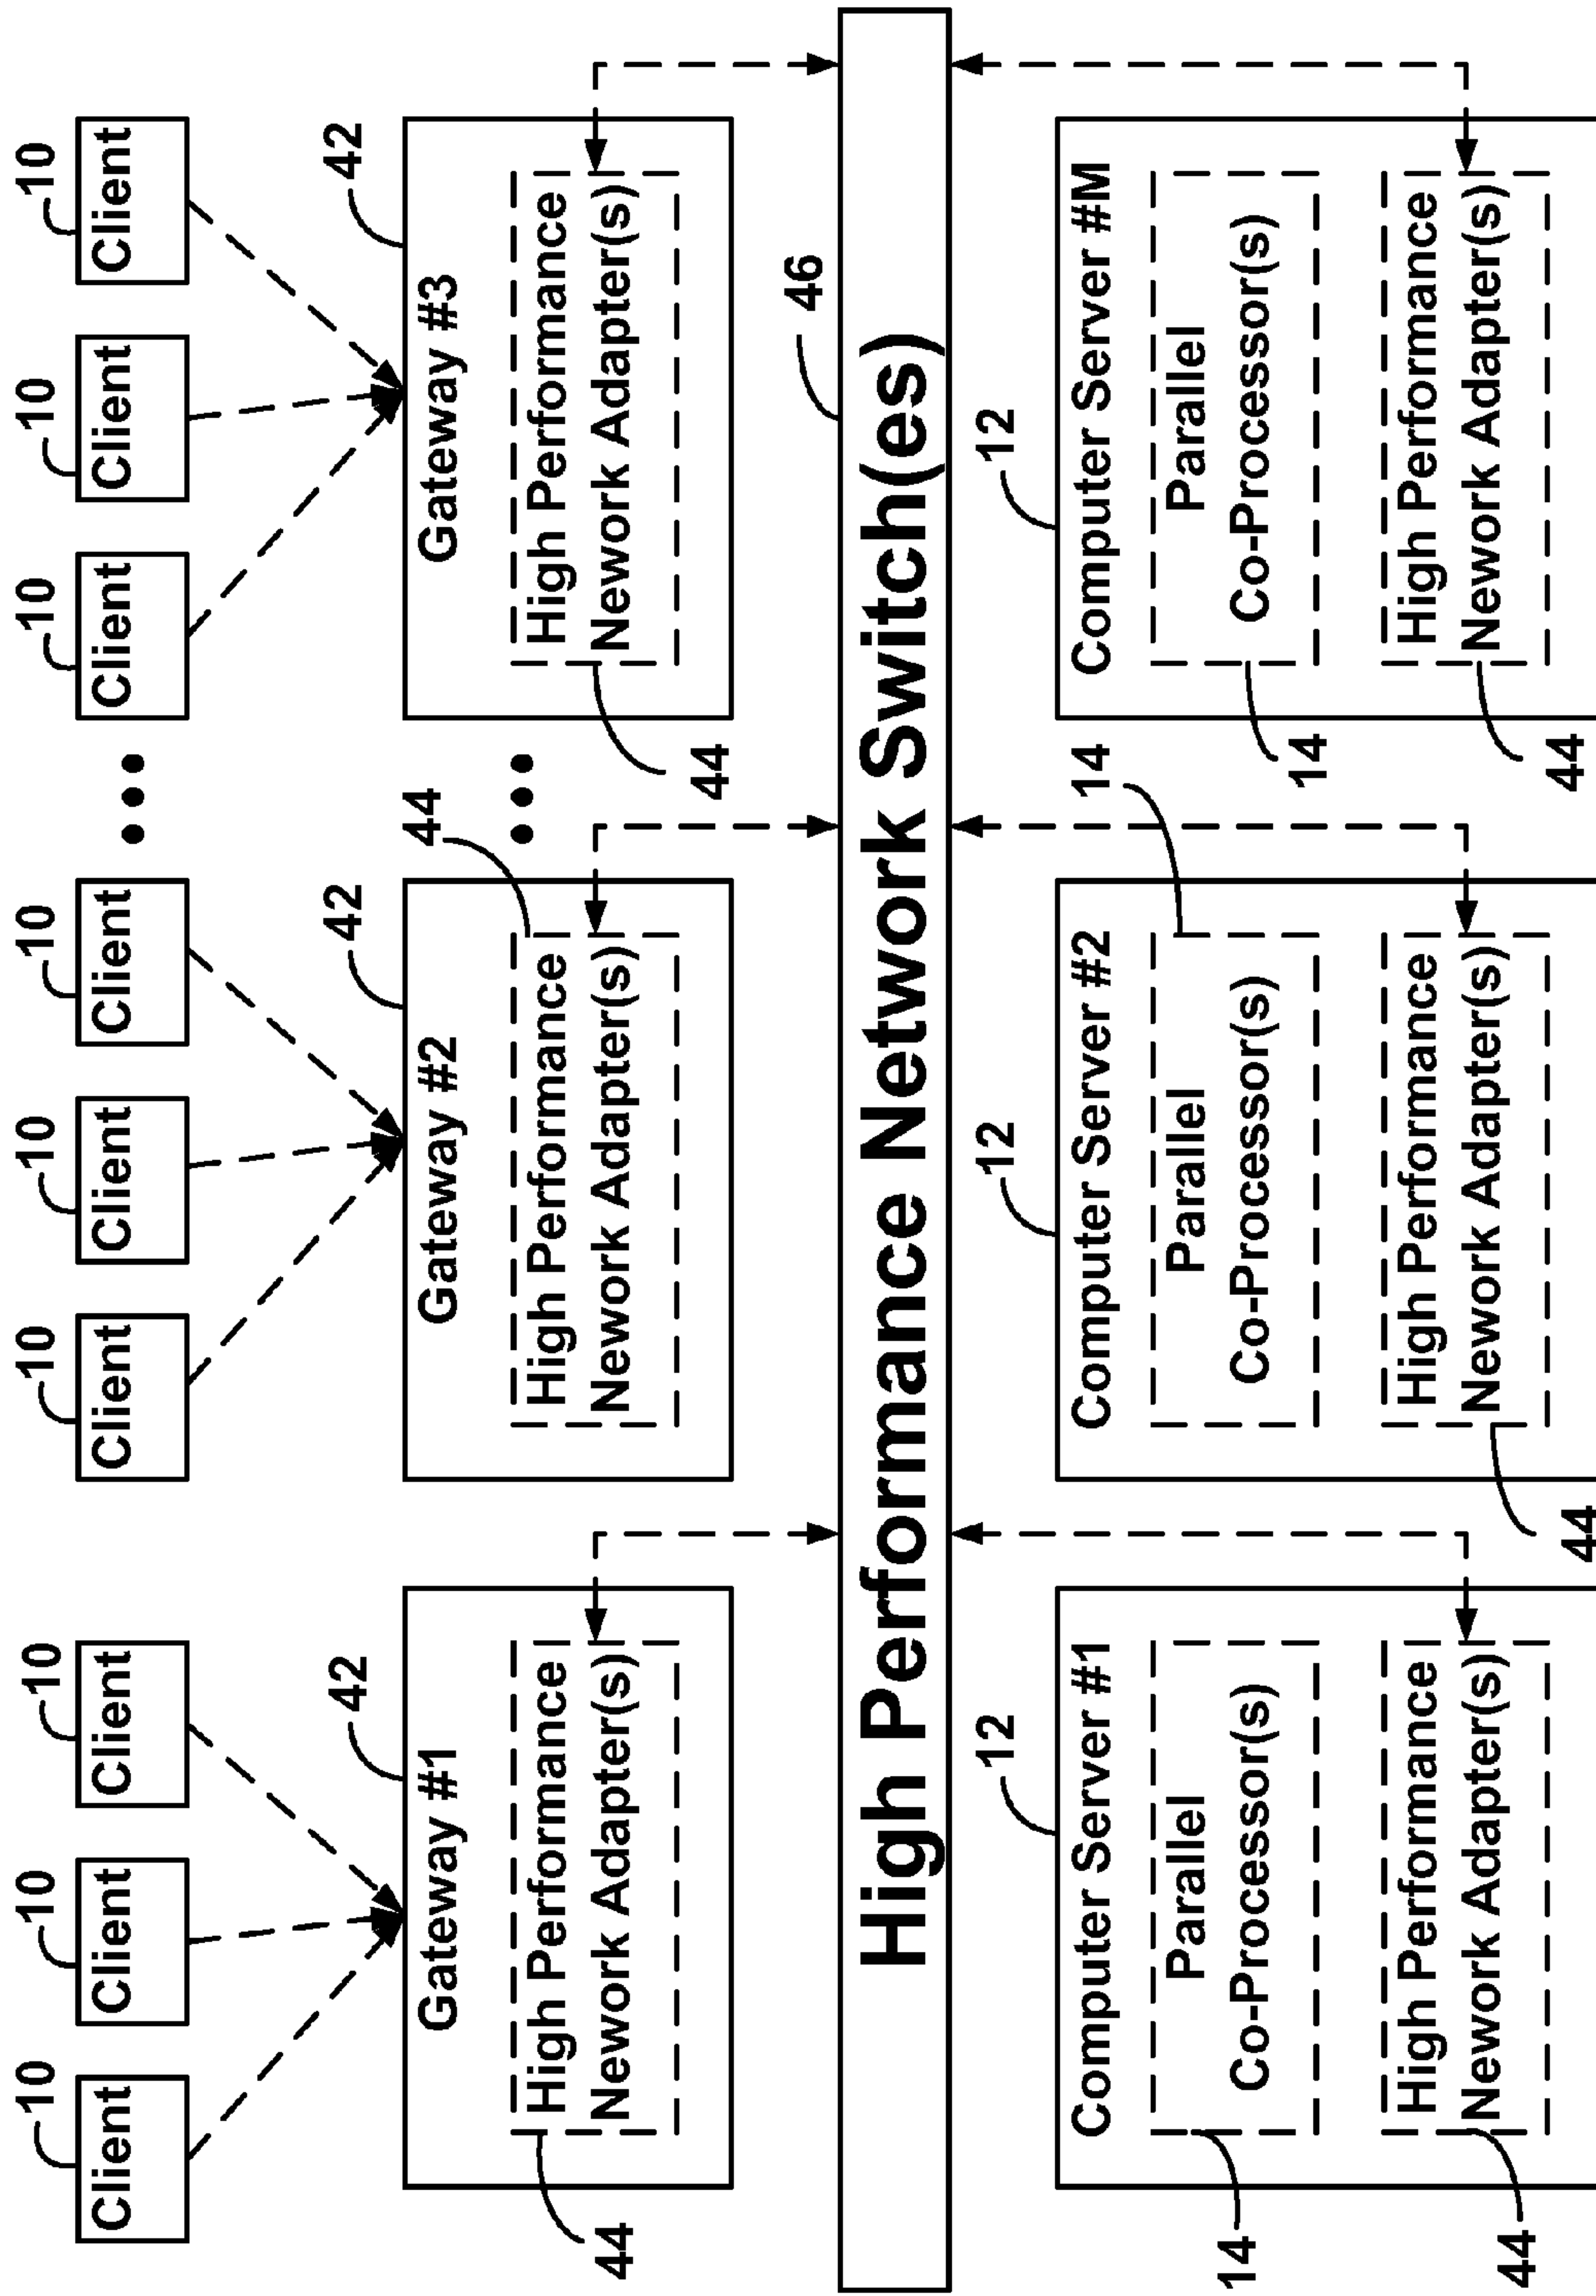 10
10
10
10
10
10
10
10
10
Client
Client
Client
Client
Client
Client
•••
Client
Client
Client
42
42
42
Gateway #1
Gateway #2
44
Gateway #3
High Performance
Nework Adapter(s)
44
High Performance
Nework Adapter(s)
•••
High Performance
Nework Adapter(s)
44
46
High Performance Network Switch(es)
12
12
12
Computer Server #1
Computer Server #2
14
Computer Server #M
Parallel
Co-Processor(s)
Parallel
Co-Processor(s)
Parallel
Co-Processor(s)
14
14
High Performance
Nework Adapter(s)
High Performance
Nework Adapter(s)
High Performance
Nework Adapter(s)
44
44
44